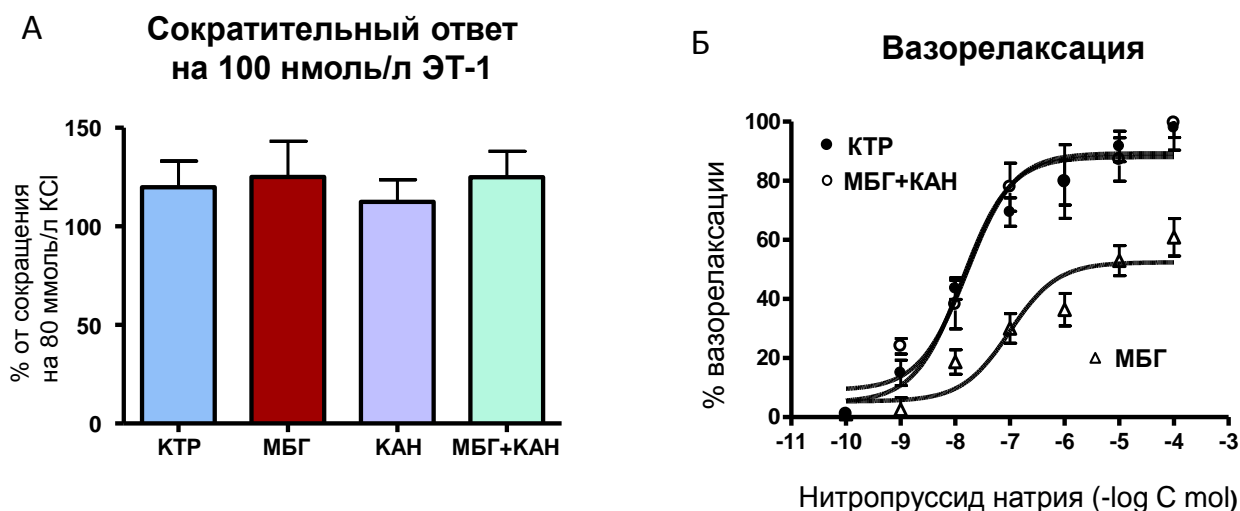 А
Сократительный ответ
на 100 нмоль/л ЭТ-1
% от сокращения
на 80 ммоль/л KCl
150
100
50
0
КТР
МБГ
КАН
МБГ+КАН
Б
Вазорелаксация
% вазорелаксации
100
80
60
40
20
0
КТР
МБГ+КАН
МБГ
-11
-10
-9
-8
-7
-6
-5
-4
-3
Нитропруссид натрия (-log C mol)